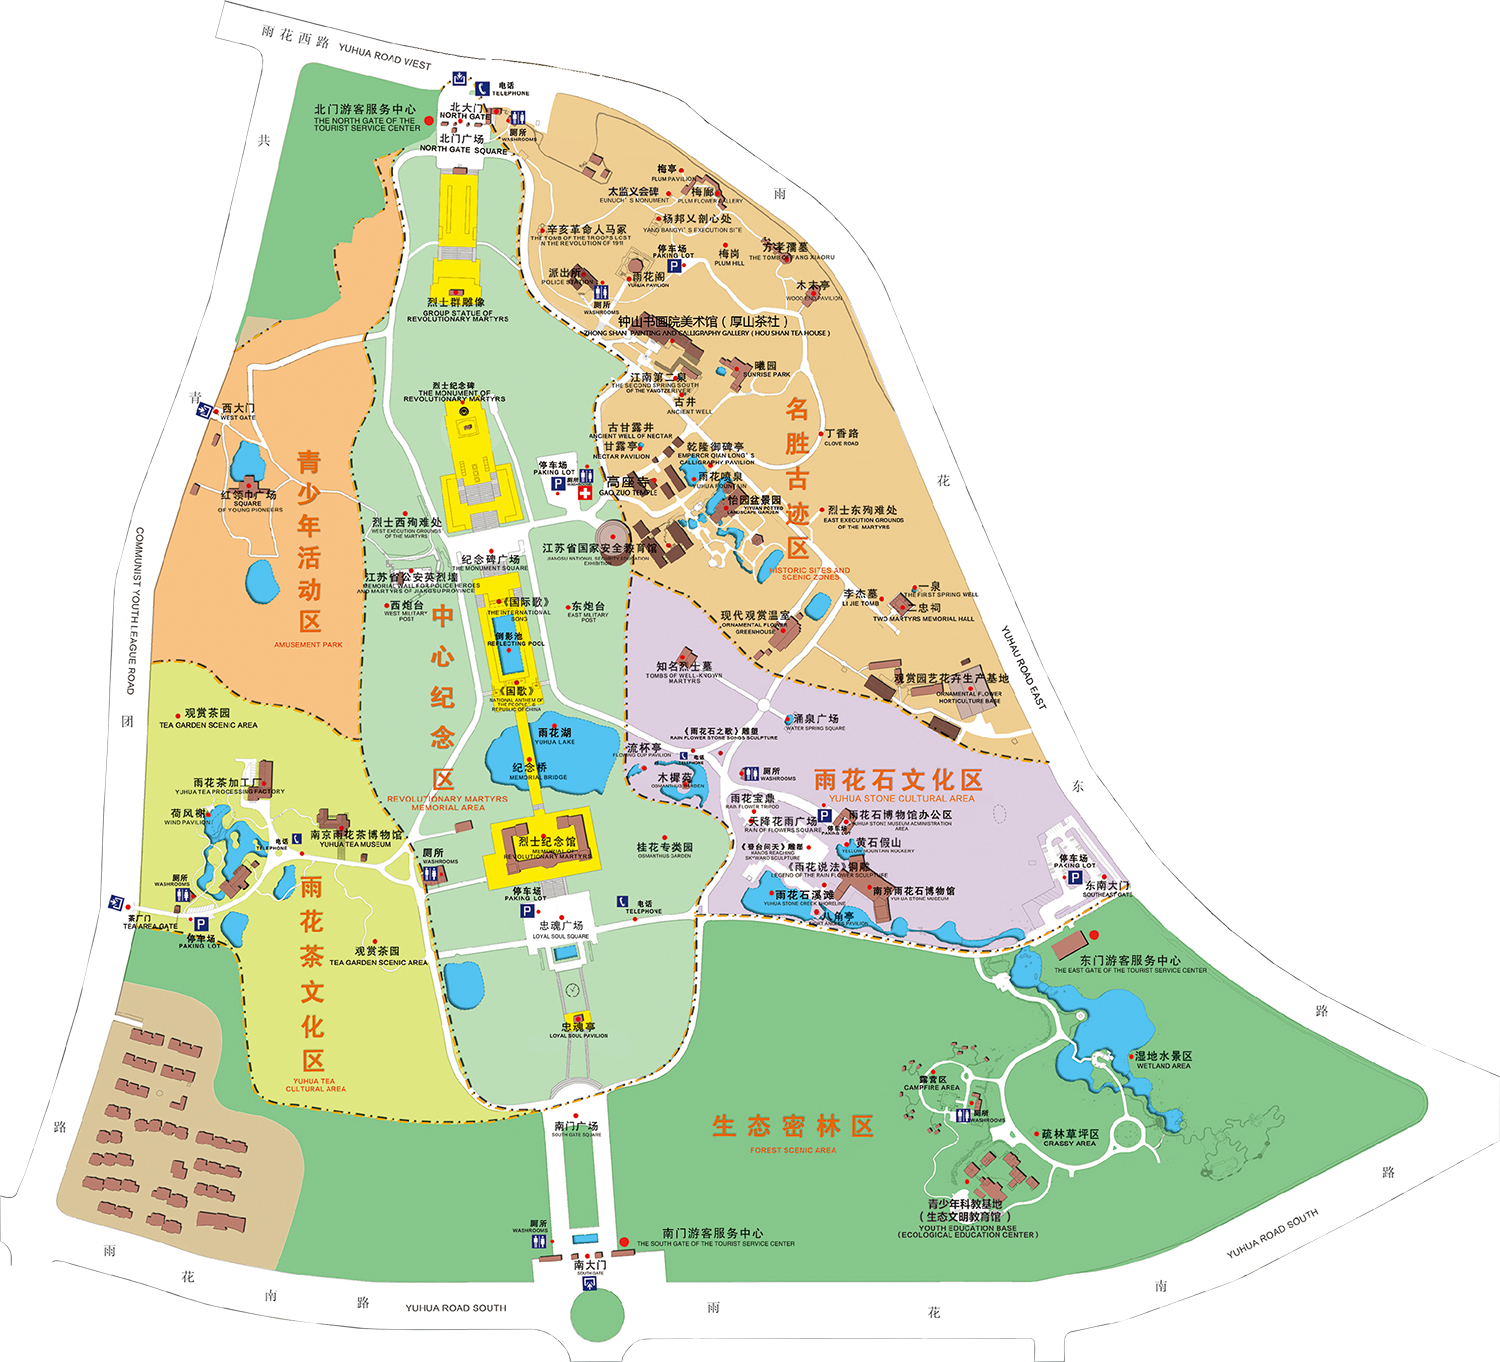 雨花西路 YUHUA ROAD WEST
电话
TELEPHONE
北门游客服务中心
THE NORTH GATE OF THE
TOURIST SERVICE CENTER
北大门
NORTH GATE
厕所
WASHROOMS
北门广场
NORTH GATE SQUARE
共
青
团
路
COMMUNIST YOUTH LEAGUE ROAD
雨
花
东
路
YUHAU ROAD EAST
梅亭
PLUM PAVILION
太监义会碑
EUNUCH'S MONUMENT
梅廊
PLUM FLOWER GALLERY
杨邦乂剖心处
YANG BANGYI'S EXECUTION SITE
辛亥革命人马冢
THE TOMB OF THE TROOPS LOST
IN THE REVOLUTION OF 1911
停车场
PAKING LOT
P
梅岗
PLUM HILL
方孝孺墓
THE TOMB OF FANG XIAORU
派出所
POLICE STATION
雨花阁
YUHUA PAVILION
木末亭
WOOD END PAVILION
厕所
WASHROOMS
烈士群雕像
GROUP STATUE OF
REVOLUTIONARY MARTYRS
钟山书画院美术馆（厚山茶社）
ZHONG SHAN PAINTING AND CALLIGRAPHY GALLERY (HOU SHAN TEA HOUSE)
曦园
SUNRISE PARK
江南第二泉
THE SECOND SPRING SOUTH
OF THE YANGTZE RIVER
古井
ANCIENT WELL
烈士纪念碑
THE MONUMENT OF
REVOLUTIONARY MARTYRS
西大门
WEST GATE
名胜古迹区
HISTORIC SITES AND
SCENIC ZONES
古甘露井
ANCIENT WELL OF NECTAR
甘露亭
NECTAR PAVILION
乾隆御碑亭
EMPERCR QIAN LONG'S
CALLIGRAPHY PAVILION
丁香路
CLOVE ROAD
停车场
PAKING LOT
P
厕所
高座寺
GAO ZUO TEMPLE
雨花喷泉
YUHUA FOUNTAIN
怡园盆景园
YIYUAN POTTED
LANDSCAPE GARDEN
烈士东殉难处
EAST EXECUTION GROUNDS
OF THE MARTYRS
青少年活动区
AMUSEMENT PARK
红领巾广场
SQUARE
OF YOUNG PIONEERS
烈士西殉难处
WEST EXECUTION GROUNDS
OF THE MARTYRS
纪念碑广场
THE MONUMENT SQUARE
江苏省国家安全教育馆
JIANGSU NATIONAL SECURITY EDUCATION
EXHIBITION
江苏省公安英烈墙
MEMORIAL WALL FOR POLICE HEROES
AND MARTYRS OF JIANGSU PROVINCE
西炮台
WEST MILITARY
POST
《国际歌》
THE INTERNATIONAL
SONG
东炮台
EAST MILITARY
POST
倒影池
REFLECTING POOL
一泉
THE FIRST SPRING WELL
李杰墓
LI JIE TOMB
二忠祠
TWO MARTYRS MEMORIAL HALL
现代观赏温室
ORNAMENTAL FLOWER
GREENHOUSE
中心纪念区
REVOLUTIONARY MARTYRS
MEMORIAL AREA
知名烈士墓
TOMBS OF WELL-KNOWN
MARTYRS
观赏园艺花卉生产基地
ORNAMENTAL FLOWER
HORTICULTURE BASE
《国歌》
NATIONAL ANTHEM OF
THE PEOPLE'S
REPUBLIC OF CHINA
观赏茶园
TEA GARDEN SCENIC AREA
雨花湖
YUHUA LAKE
纪念桥
MEMORIAL BRIDGE
涌泉广场
WATER SPRING SQUARE
《雨花石之歌》雕塑
RAIN FLOWER STONE SONGS SCULPTURE
流杯亭
FLOWING CUP PAVILION
电话
TELEPHONE
木樨苑
OSMANTHUS GARDEN
厕所
WASHROOMS
雨花石文化区
YUHUA STONE CULTURAL AREA
雨花茶加工厂
YUHUA TEA PROCESSING FACTORY
荷风榭
WIND PAVILION
南京雨花茶博物馆
YUHUA TEA MUSEUM
电话
TELEPHONE
雨花宝鼎
RAIN FLOWER TRIPOD
天降花雨广场
RAIN OF FLOWERS SQUARE
P
停车场
PAKING LOT
雨花石博物馆办公区
YUHUA STONE MUSEUM ADMINISTRATION
AREA
黄石假山
YELLOW MOUNTAIN ROCKERY
烈士纪念馆
MEMORIAL OF
REVOLUTIONARY MARTYRS
桂花专类园
OSMANTHUS GARDEN
《登台问天》雕塑
HANDS REACHING
SKYWARD SCULPTURE
《雨花说法》铜雕
LEGEND OF THE RAIN FLOWER SCULPTURE
厕所
WASHROOMS
雨花石溪滩
YUHUA STONE CREEK SHORELINE
南京雨花石博物馆
YUHUA STONE MUSEUM
八角亭
停车场
PAKING LOT
P
东南大门
SOUTHEAST GATE
厕所
WASHROOMS
茶厂门
TEA AREA GATE
P
停车场
PAKING LOT
雨花茶文化区
YUHUA TEA
CLLTURAL AREA
观赏茶园
TEA GARDEN SCENIC AREA
停车场
PAKING LOT
P
电话
TELEPHONE
忠魂广场
LOYAL SOUL SQUARE
忠魂亭
LOYAL SOUL PAVILION
东门游客服务中心
THE EAST GATE OF THE TOURIST SERVICE CENTER
湿地水景区
WETLAND AREA
露营区
CAMPFIRE AREA
厕所
WASHROOMS
疏林草坪区
CRASSY AREA
生态密林区
FOREST SCENIC AREA
青少年科教基地
（生态文明教育馆）
YOUTH EDUCATION BASE
(ECOLOGICAL EDUCATION CENTER)
南门广场
SOUTH GATE SQUARE
厕所
WASHROOMS
南门游客服务中心
THE SOUTH GATE OF THE TOURIST SERVICE CENTER
南大门
SOUTH GATE
雨
花
南
路
YUHUA ROAD SOUTH
雨
花
南
路
YUHUA ROAD SOUTH